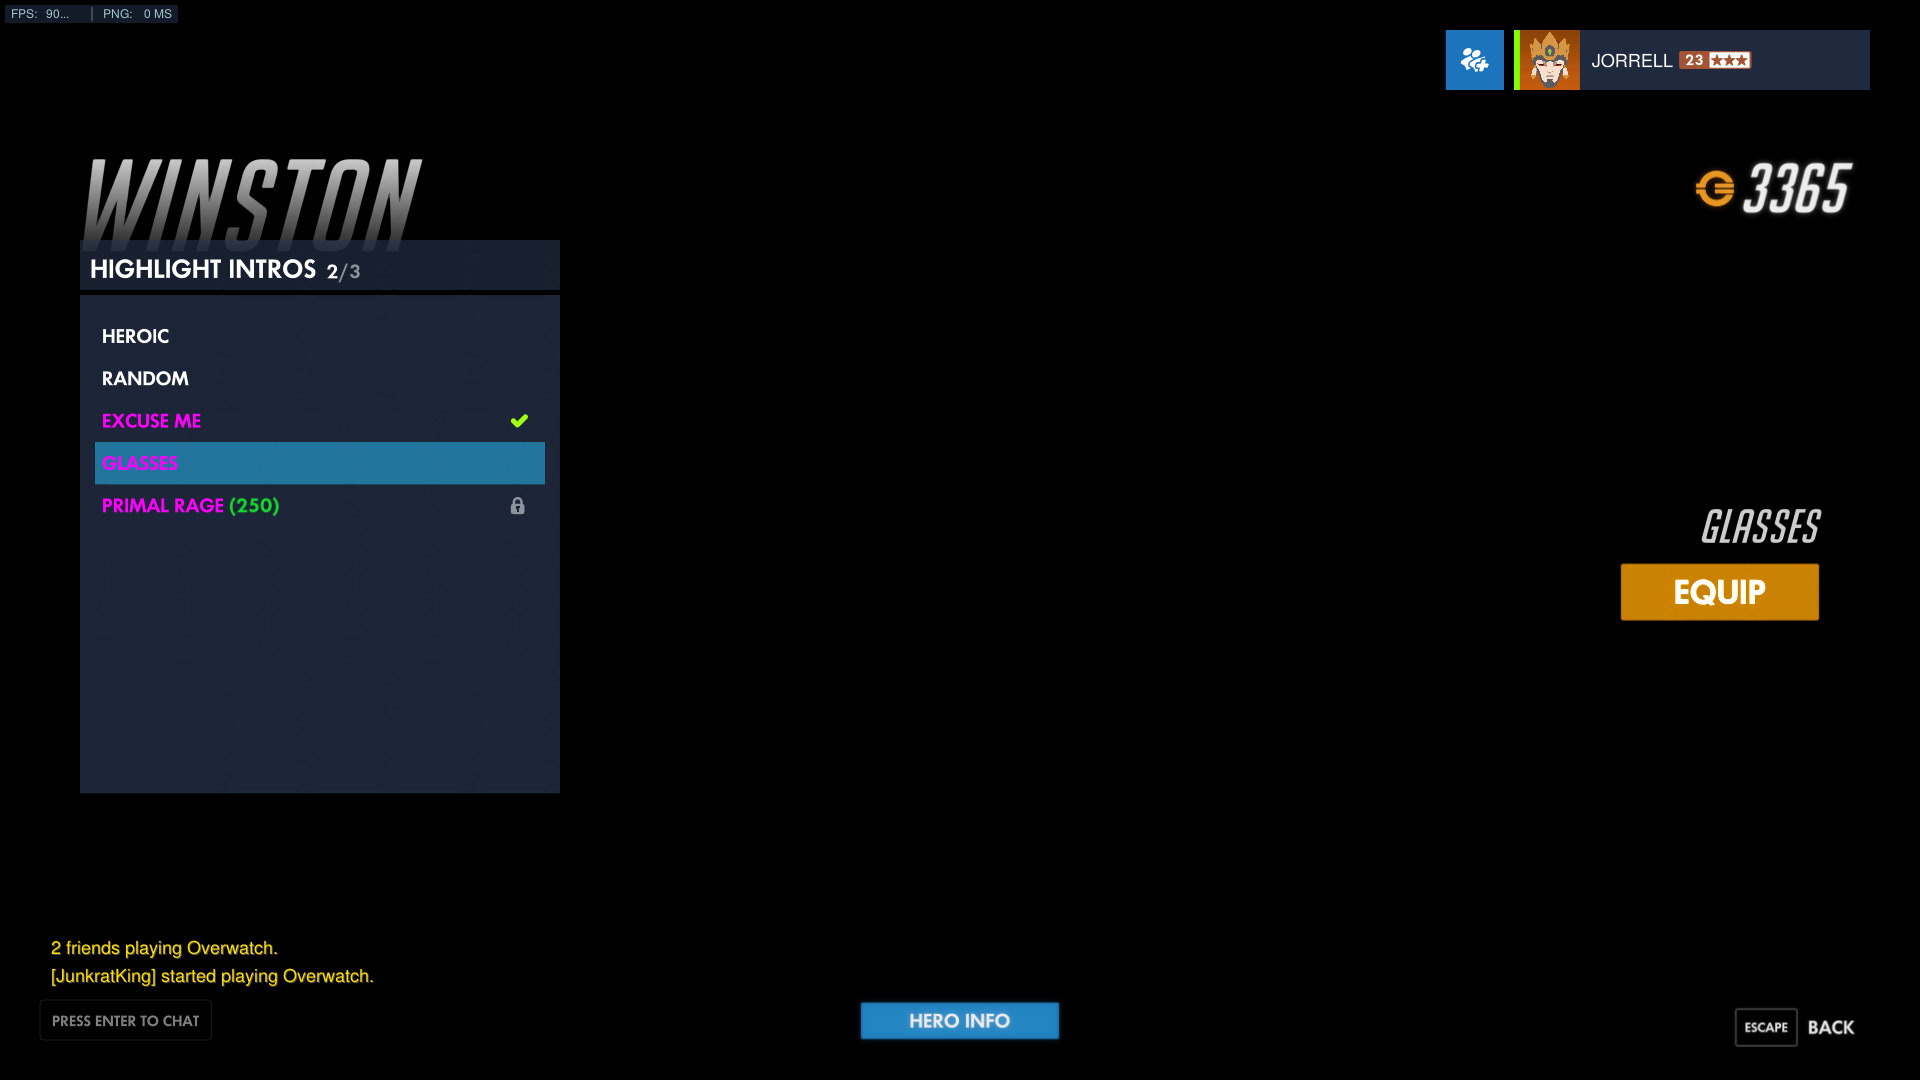 FPS: 90... | PNG: 0 MS
JORRELL 23
WINSTON
3365
HIGHLIGHT INTROS 2/3
HEROIC
RANDOM
EXCUSE ME
GLASSES
PRIMAL RAGE (250)
GLASSES
EQUIP
2 friends playing Overwatch.
[JunkratKing] started playing Overwatch.
PRESS ENTER TO CHAT
HERO INFO
ESCAPE BACK